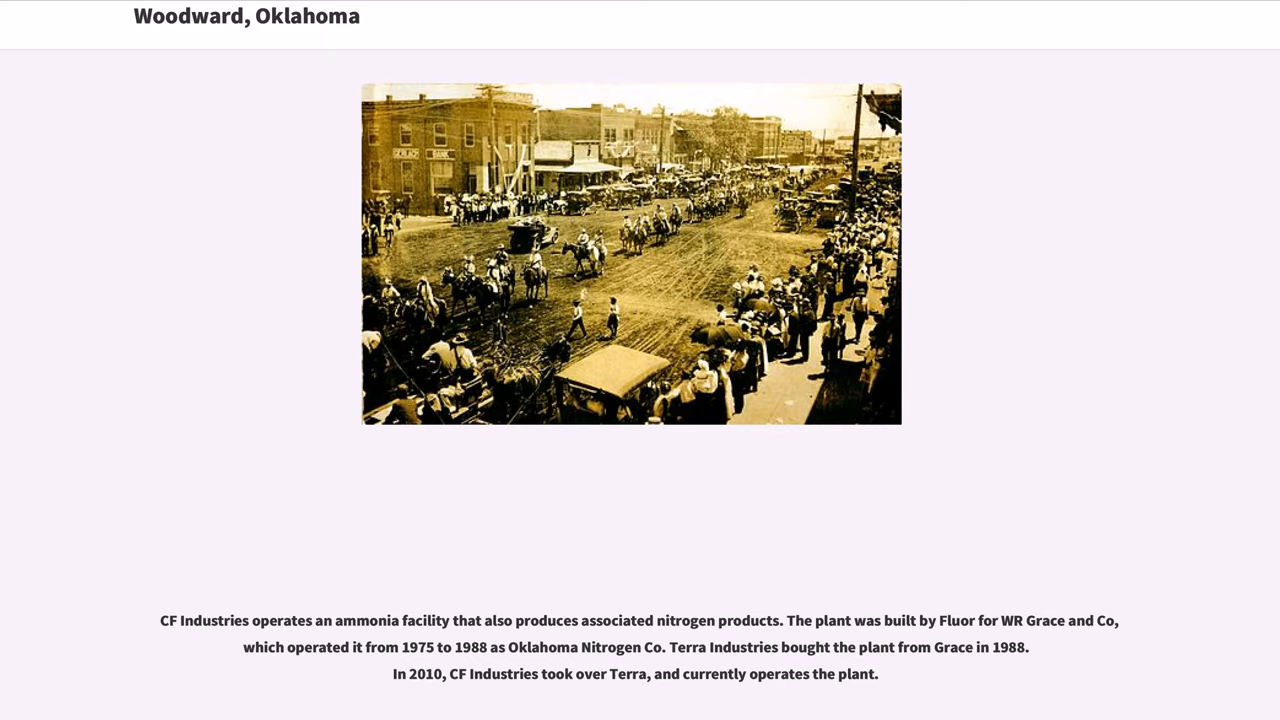 Woodward, Oklahoma
GERLACH BANK
CF Industries operates an ammonia facility that also produces associated nitrogen products. The plant was built by Fluor for WR Grace and Co,
which operated it from 1975 to 1988 as Oklahoma Nitrogen Co. Terra Industries bought the plant from Grace in 1988.
In 2010, CF Industries took over Terra, and currently operates the plant.